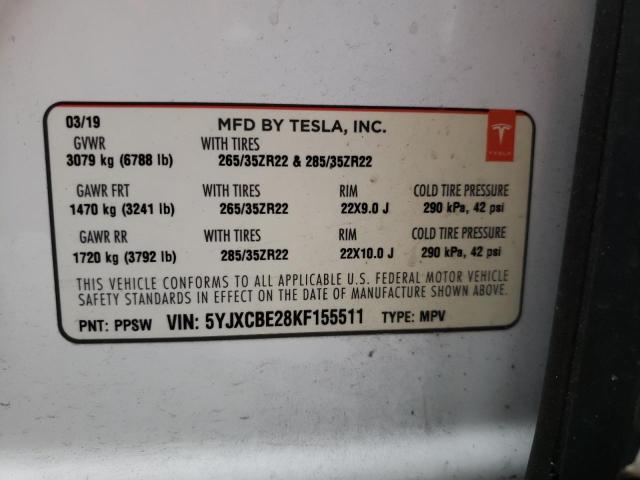 03/19 MFD BY TESLA, INC.
GVWR WITH TIRES
3079 kg (6788 lb) 265/35ZR22 & 285/35ZR22
TESLA
GAWR FRT WITH TIRES RIM COLD TIRE PRESSURE
1470 kg (3241 lb) 265/35ZR22 22X9.0 J 290 kPa, 42 psi
GAWR RR WITH TIRES RIM COLD TIRE PRESSURE
1720 kg (3792 lb) 285/35ZR22 22X10.0 J 290 kPa, 42 psi
THIS VEHICLE CONFORMS TO ALL APPLICABLE U.S. FEDERAL MOTOR VEHICLE
SAFETY STANDARDS IN EFFECT ON THE DATE OF MANUFACTURE SHOWN ABOVE.
PNT: PPSW VIN: 5YJXCBE28KF155511 TYPE: MPV